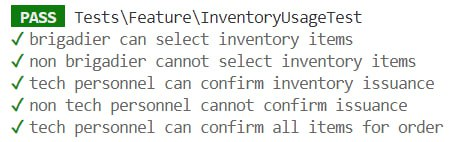 PASS Tests\Feature\InventoryUsageTest
✓ brigadier can select inventory items
✓ non brigadier cannot select inventory items
✓ tech personnel can confirm inventory issuance
✓ non tech personnel cannot confirm issuance
✓ tech personnel can confirm all items for order